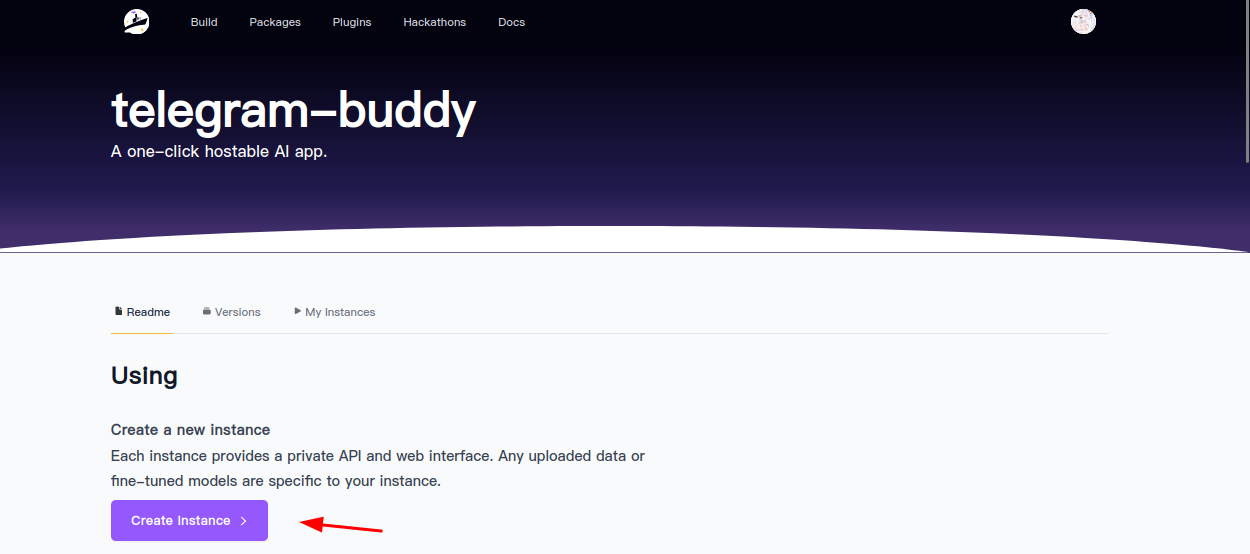 Build Packages Plugins Hackathons Docs
telegram-buddy
A one-click hostable AI app.
Readme Versions My Instances
Using
Create a new instance
Each instance provides a private API and web interface. Any uploaded data or
fine-tuned models are specific to your instance.
Create Instance